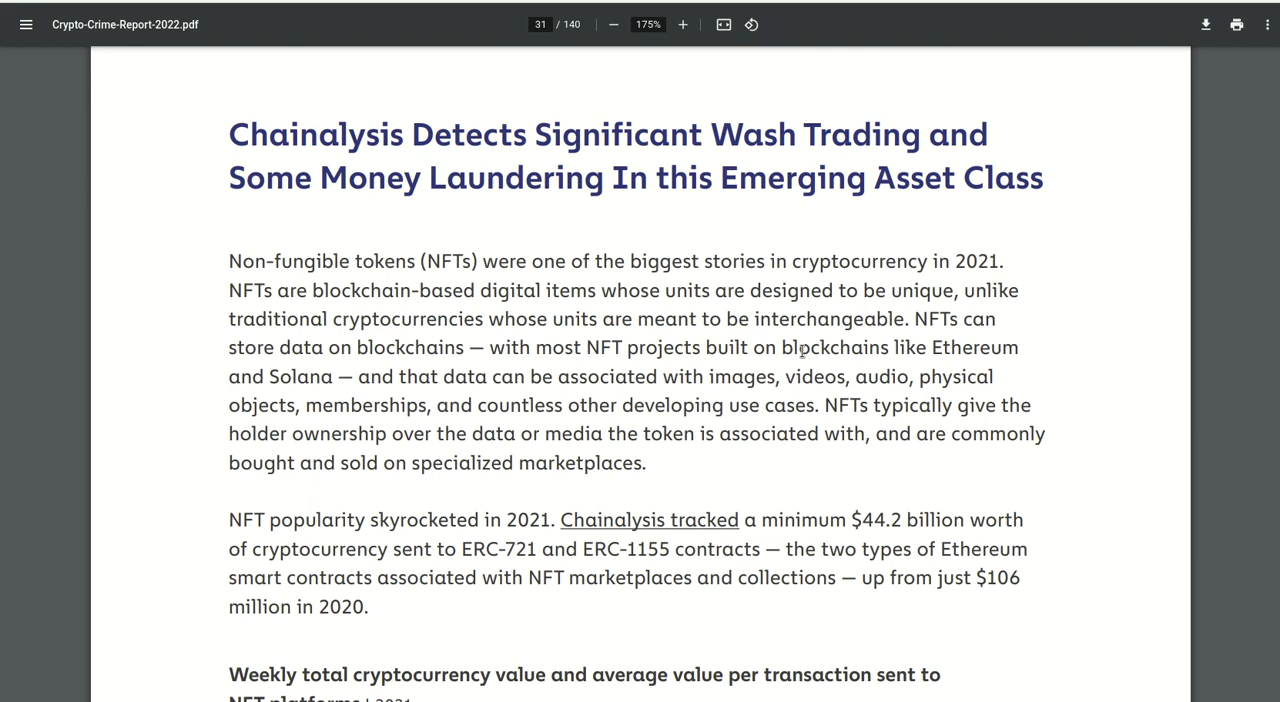 Crypto-Crime-Report-2022.pdf
31 / 140
175%
Chainalysis Detects Significant Wash Trading and
Some Money Laundering In this Emerging Asset Class
Non-fungible tokens (NFTs) were one of the biggest stories in cryptocurrency in 2021.
NFTs are blockchain-based digital items whose units are designed to be unique, unlike
traditional cryptocurrencies whose units are meant to be interchangeable. NFTs can
store data on blockchains — with most NFT projects built on blockchains like Ethereum
and Solana — and that data can be associated with images, videos, audio, physical
objects, memberships, and countless other developing use cases. NFTs typically give the
holder ownership over the data or media the token is associated with, and are commonly
bought and sold on specialized marketplaces.
NFT popularity skyrocketed in 2021. Chainalysis tracked a minimum $44.2 billion worth
of cryptocurrency sent to ERC-721 and ERC-1155 contracts — the two types of Ethereum
smart contracts associated with NFT marketplaces and collections — up from just $106
million in 2020.
Weekly total cryptocurrency value and average value per transaction sent to
NFT platforms | 2021